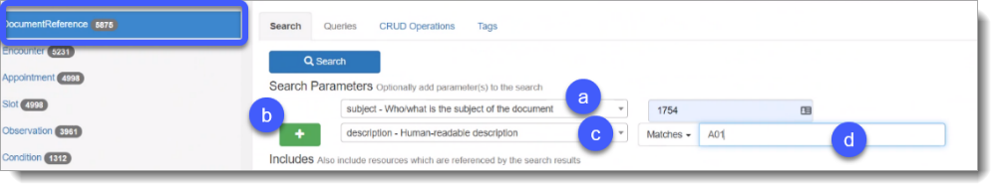 DocumentReference 5875
Encounter 5231
Appointment 4998
Slot 4998
Observation 3961
Condition 1312
Search Queries CRUD Operations Tags
Search
Search Parameters Optionally add parameter(s) to the search
subject - Who/what is the subject of the document a 1754
b + description - Human-readable description c Matches A01 d
Includes Also include resources which are referenced by the search results